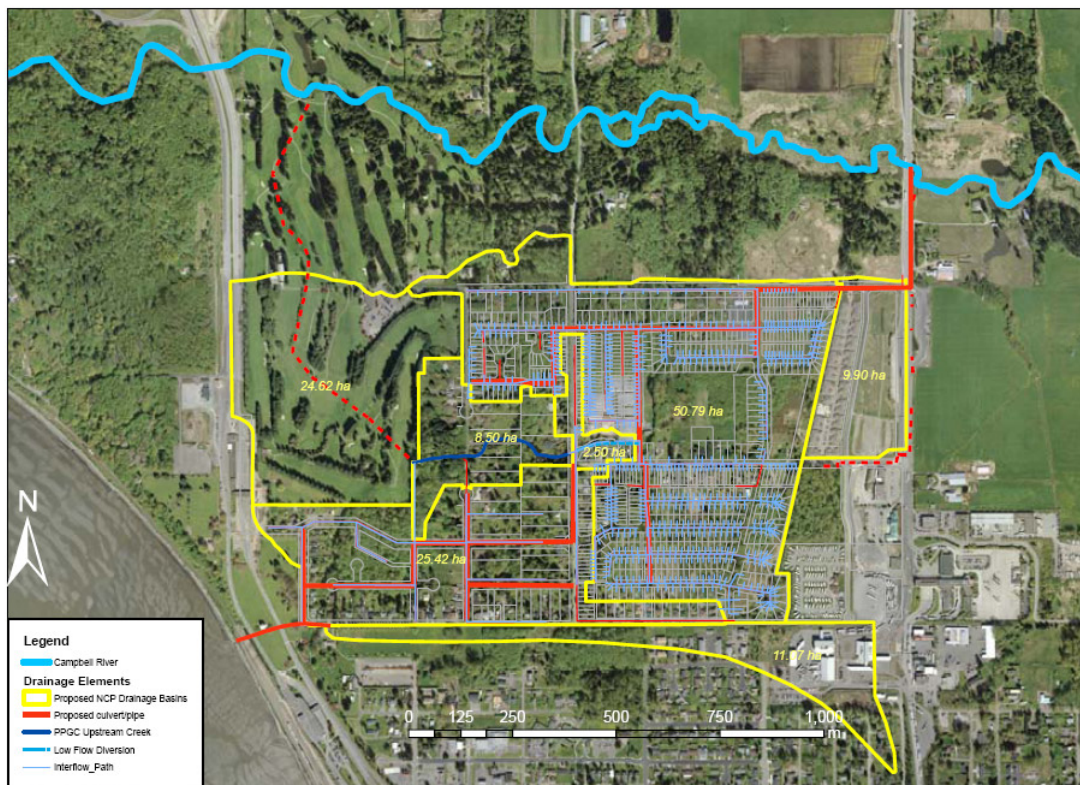 24.62 ha
9.90 ha
50.79 ha
8.50 ha
2.50 ha
N
25.42 ha
Legend
Campbell River
Drainage Elements
Proposed NCP Drainage Basins
Proposed culvert/pipe
PPGC Upstream Creek
Low Flow Diversion
Interflow_Path
0 125 250 500 750 1,000
m